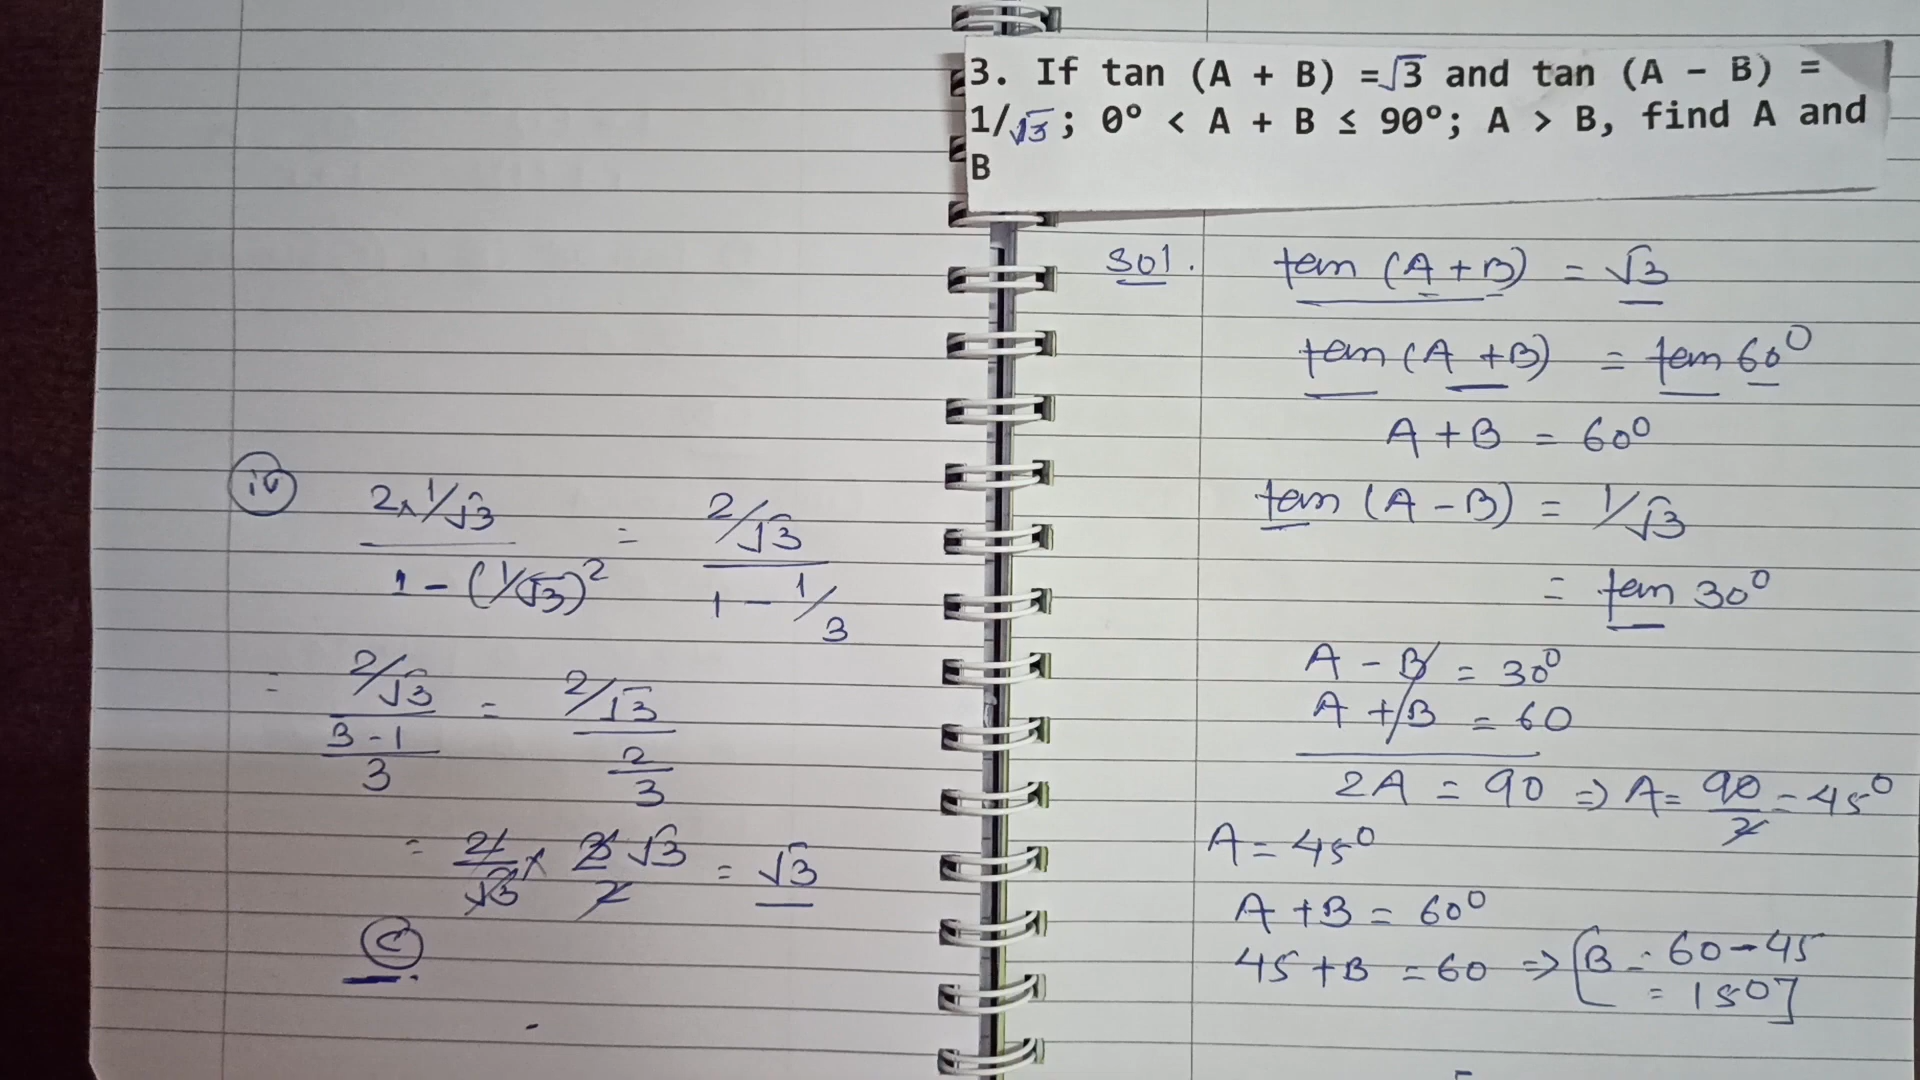 (iv) 2×1/√3 / 1 - (1/√3)² = 2/√3 / 1 - 1/3
= 2/√3 / 3-1/3 = 2/√3 / 2/3
= 2/√3 × 3√3/2 = √3
(c)
3. If tan (A + B) =√3 and tan (A - B) =
1/√3; 0° < A + B ≤ 90°; A > B, find A and
B
Sol. tan (A + B) = √3
tan (A + B) = tan 60°
A + B = 60°
tan (A - B) = 1/√3
= tan 30°
A - B = 30°
A + B = 60
2A = 90 ⇒ A = 90/2 = 45°
A = 45°
A + B = 60°
45 + B = 60 ⇒ [B = 60 - 45
= 15°]